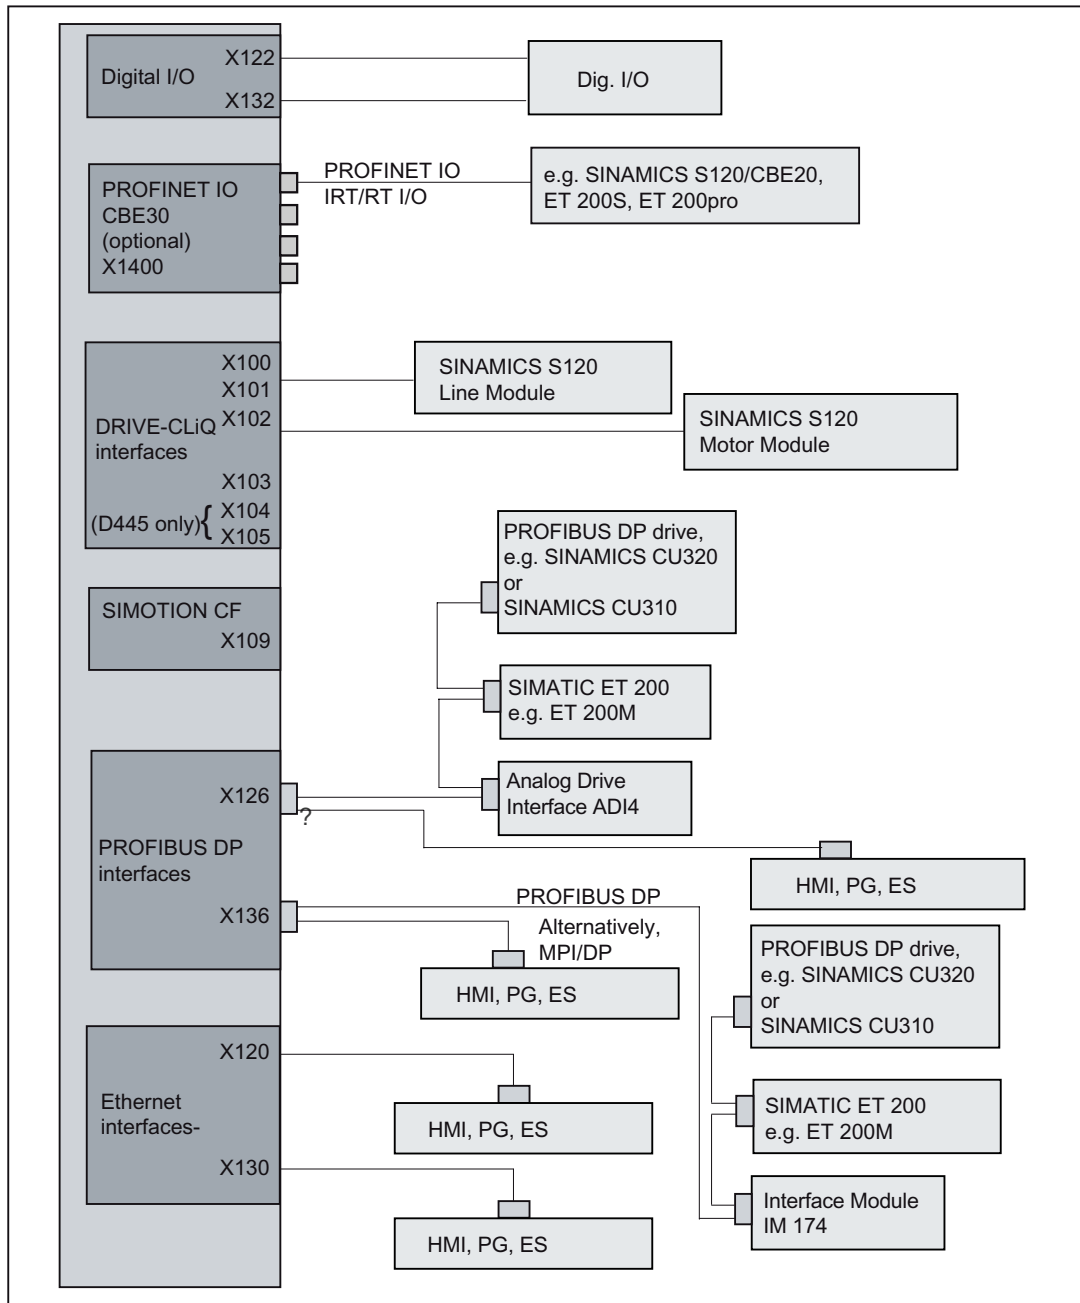 Digital I/O
X122
X132
Dig. I/O
PROFINET IO
CBE30
(optional)
X1400
PROFINET IO
IRT/RT I/O
e.g. SINAMICS S120/CBE20,
ET 200S, ET 200pro
DRIVE-CLiQ
interfaces
X100
X101
X102
X103
(D445 only){
X104
X105
SINAMICS S120
Line Module
SINAMICS S120
Motor Module
SIMOTION CF
X109
PROFIBUS DP drive,
e.g. SINAMICS CU320
or
SINAMICS CU310
SIMATIC ET 200
e.g. ET 200M
Analog Drive
Interface ADI4
PROFIBUS DP
interfaces
X126
?
X136
HMI, PG, ES
PROFIBUS DP
Alternatively,
MPI/DP
HMI, PG, ES
PROFIBUS DP drive,
e.g. SINAMICS CU320
or
SINAMICS CU310
SIMATIC ET 200
e.g. ET 200M
Interface Module
IM 174
Ethernet
interfaces-
X120
X130
HMI, PG, ES
HMI, PG, ES